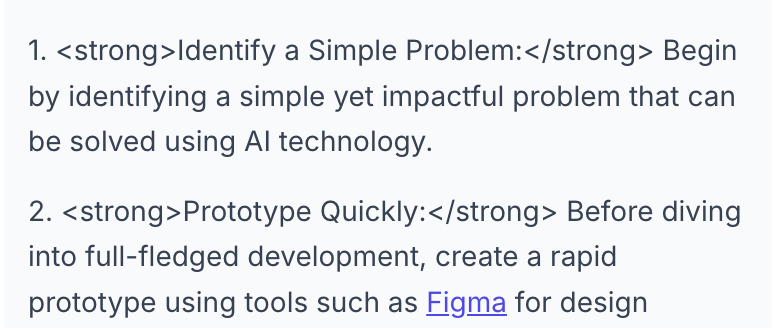 1. <strong>Identify a Simple Problem:</strong> Begin
by identifying a simple yet impactful problem that can
be solved using AI technology.
2. <strong>Prototype Quickly:</strong> Before diving
into full-fledged development, create a rapid
prototype using tools such as Figma for design